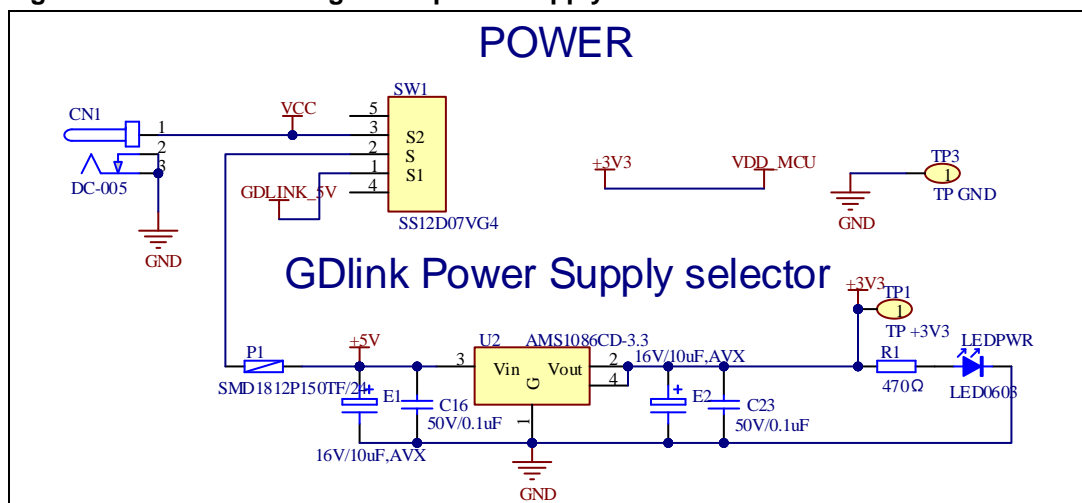 POWER
SW1
CN1
VCC
5
1
3
S2
2
2
S
3
1
S1
+3V3
VDD_MCU
TP3
1
DC-005
GDLINK_5V
4
TP GND
SS12D07VG4
GND
GND
GDlink Power Supply selector
+3V3
TP1
1
P1
+5V
U2
AMS1086CD-3.3
TP +3V3
16V/10uF,AVX
R1
LEDPWR
3
Vin
G
Vout
2
4
SMD1812P150TF/24
E1
C16
50V/0.1uF
1
E2
C23
50V/0.1uF
470Ω
LED0603
16V/10uF,AVX
GND